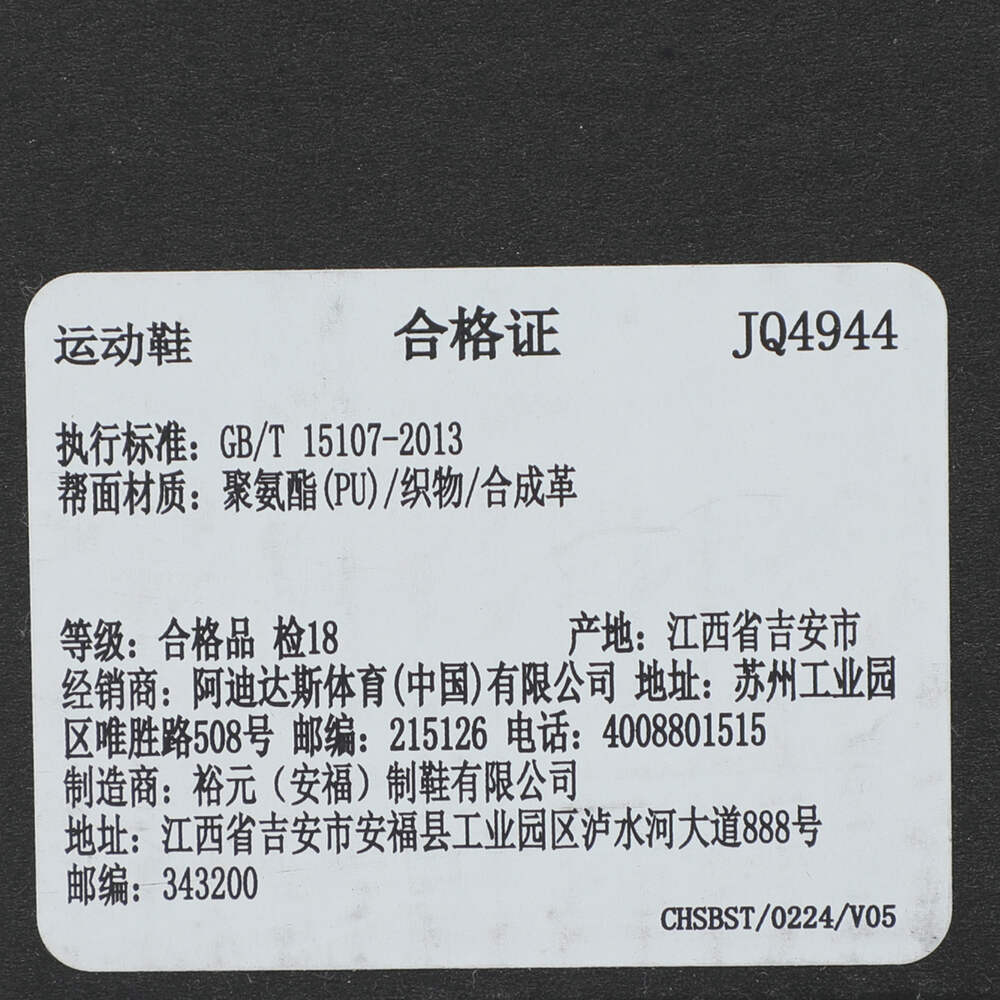 运动鞋 合格证 JQ4944
执行标准：GB/T 15107-2013
帮面材质：聚氨酯(PU)/织物/合成革
等级：合格品 检18 产地：江西省吉安市
经销商：阿迪达斯体育(中国)有限公司 地址：苏州工业园
区唯胜路508号 邮编：215126 电话：4008801515
制造商：裕元（安福）制鞋有限公司
地址：江西省吉安市安福县工业园区泸水河大道888号
邮编：343200
CHSBST/0224/V05